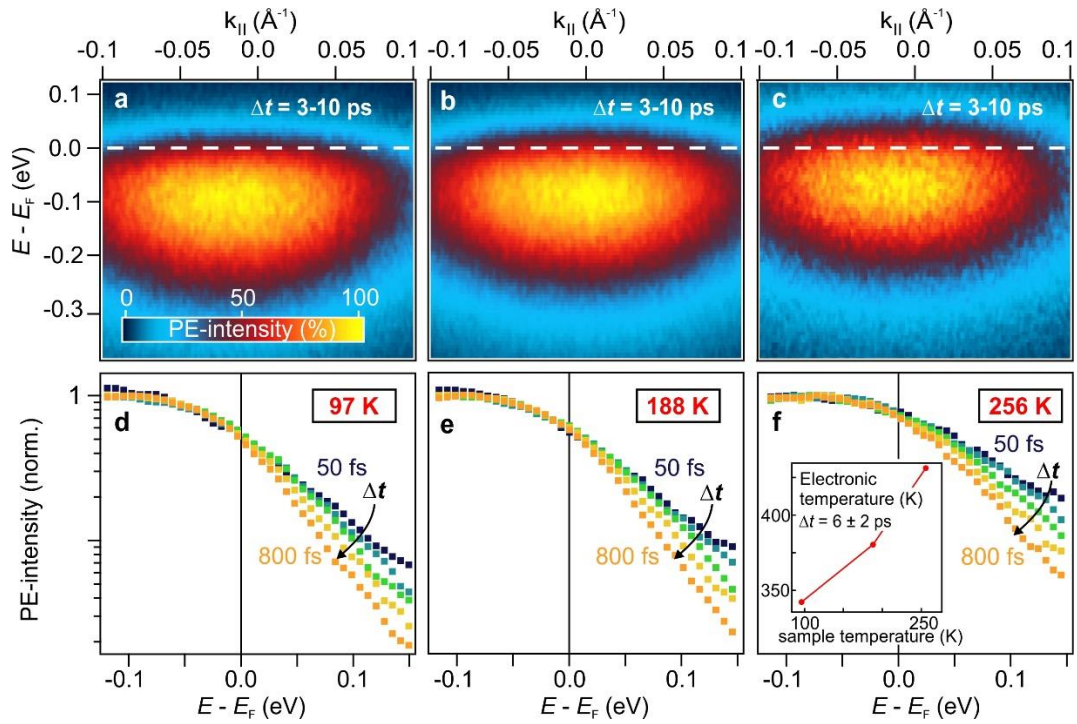 k|| (Å-1) k|| (Å-1) k|| (Å-1)
-0.1 -0.05 0.0 0.05 0.1 -0.1 -0.05 0.0 0.05 0.1 -0.1 -0.05 0.0 0.05 0.1
a Δt = 3-10 ps b Δt = 3-10 ps c Δt = 3-10 ps
E - EF (eV)
0.1
0.0
-0.1
-0.2
-0.3
0 50 100
PE-intensity (%)
PE-intensity (norm.)
1
d 97 K
50 fs
Δt
800 fs
e 188 K
50 fs
Δt
800 fs
f 256 K
50 fs
Δt
800 fs
Electronic
temperature (K)
Δt = 6 ± 2 ps
425
350
100 250
sample temperature (K)
-0.1 0.0 0.1 -0.1 0.0 0.1 -0.1 0.0 0.1
E - EF (eV) E - EF (eV) E - EF (eV)